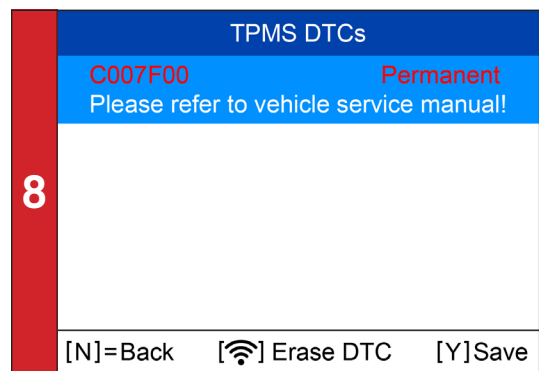 TPMS DTCs
C007F00 Permanent
Please refer to vehicle service manual!
8
[N]=Back [] Erase DTC [Y]Save